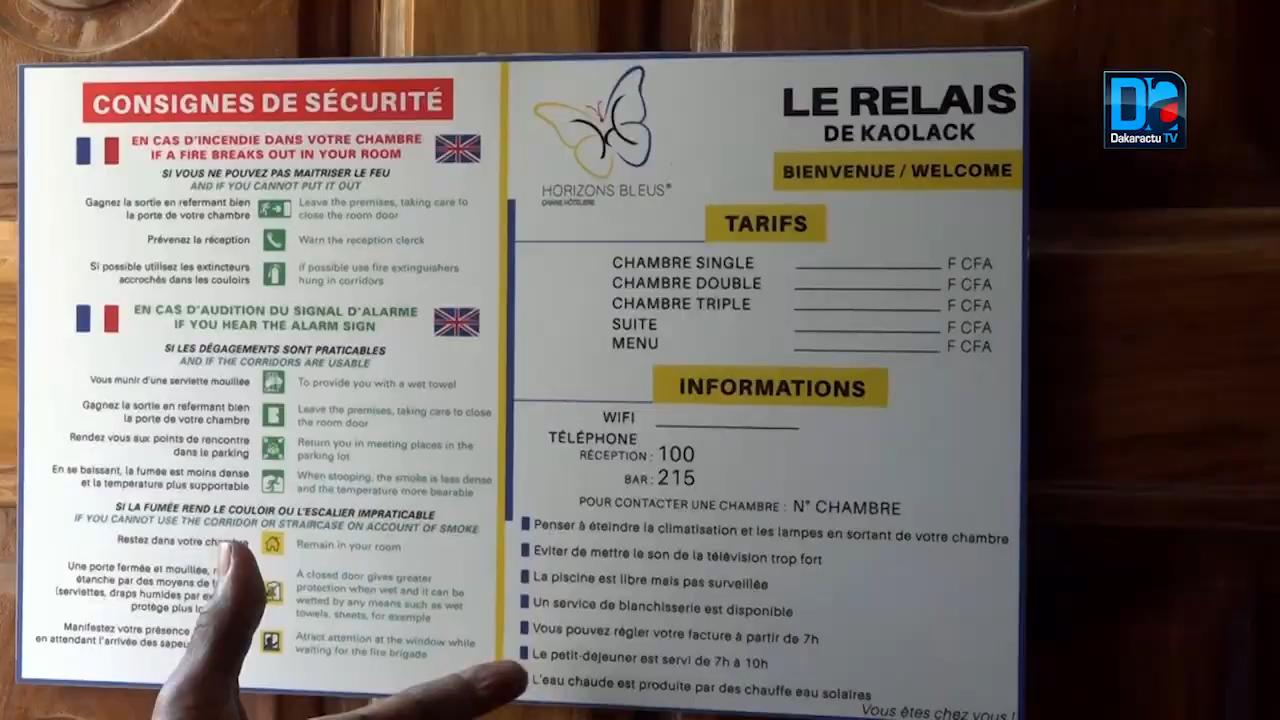 CONSIGNES DE SÉCURITÉ
EN CAS D'INCENDIE DANS VOTRE CHAMBRE
IF A FIRE BREAKS OUT IN YOUR ROOM
SI VOUS NE POUVEZ PAS MAITRISER LE FEU
AND IF YOU CANNOT PUT IT OUT
Gagnez la sortie en refermant bien
la porte de votre chambre
Leave the premises, taking care to
close the room door
Prévenez la réception
Warn the reception clerck
Si possible utilisez les extincteurs
accrochés dans les couloirs
if possible use fire extinguishers
hung in corridors
EN CAS D'AUDITION DU SIGNAL D'ALARME
IF YOU HEAR THE ALARM SIGN
SI LES DÉGAGEMENTS SONT PRATICABLES
AND IF THE CORRIDORS ARE USABLE
Vous munir d'une serviette mouillée
To provide you with a wet towel
Gagnez la sortie en refermant bien
la porte de votre chambre
Leave the premises, taking care to close
the room door
Rendez vous aux points de rencontre
dans le parking
Return you in meeting places in the
parking lot
En se baissant, la fumée est moins dense
et la température plus supportable
When stooping, the smoke is less dense
and the temperature more bearable
SI LA FUMÉE REND LE COULOIR OU L'ESCALIER IMPRATICABLE
IF YOU CANNOT USE THE CORRIDOR OR STRAIRCASE ON ACCOUNT OF SMOKE
Restez dans votre
Remain in your room
Une porte fermée et mouillée,
étanche par des moyens de
(serviettes, draps humides par
protège plus
A closed door gives greater
protection when wet and it can be
wetted by any means such as wet
towels, sheets, for exemple
Manifestez votre présence
en attendant l'arrivée des
Atract attention at the window while
waiting for the fire brigade
HORIZONS BLEUS®
CHAINE HÔTELIERE
LE RELAIS
DE KAOLACK
BIENVENUE / WELCOME
TARIFS
CHAMBRE SINGLE F CFA
CHAMBRE DOUBLE F CFA
CHAMBRE TRIPLE F CFA
SUITE F CFA
MENU F CFA
INFORMATIONS
WIFI
TÉLÉPHONE
RÉCEPTION : 100
BAR : 215
POUR CONTACTER UNE CHAMBRE : N° CHAMBRE
Penser à éteindre la climatisation et les lampes en sortant de votre chambre
Eviter de mettre le son de la télévision trop fort
La piscine est libre mais pas surveillée
Un service de blanchisserie est disponible
Vous pouvez régler votre facture à partir de 7h
Le petit-déjeuner est servi de 7h à 10h
L'eau chaude est produite par des chauffe eau solaires
Vous êtes chez vous !
Dakaractu TV